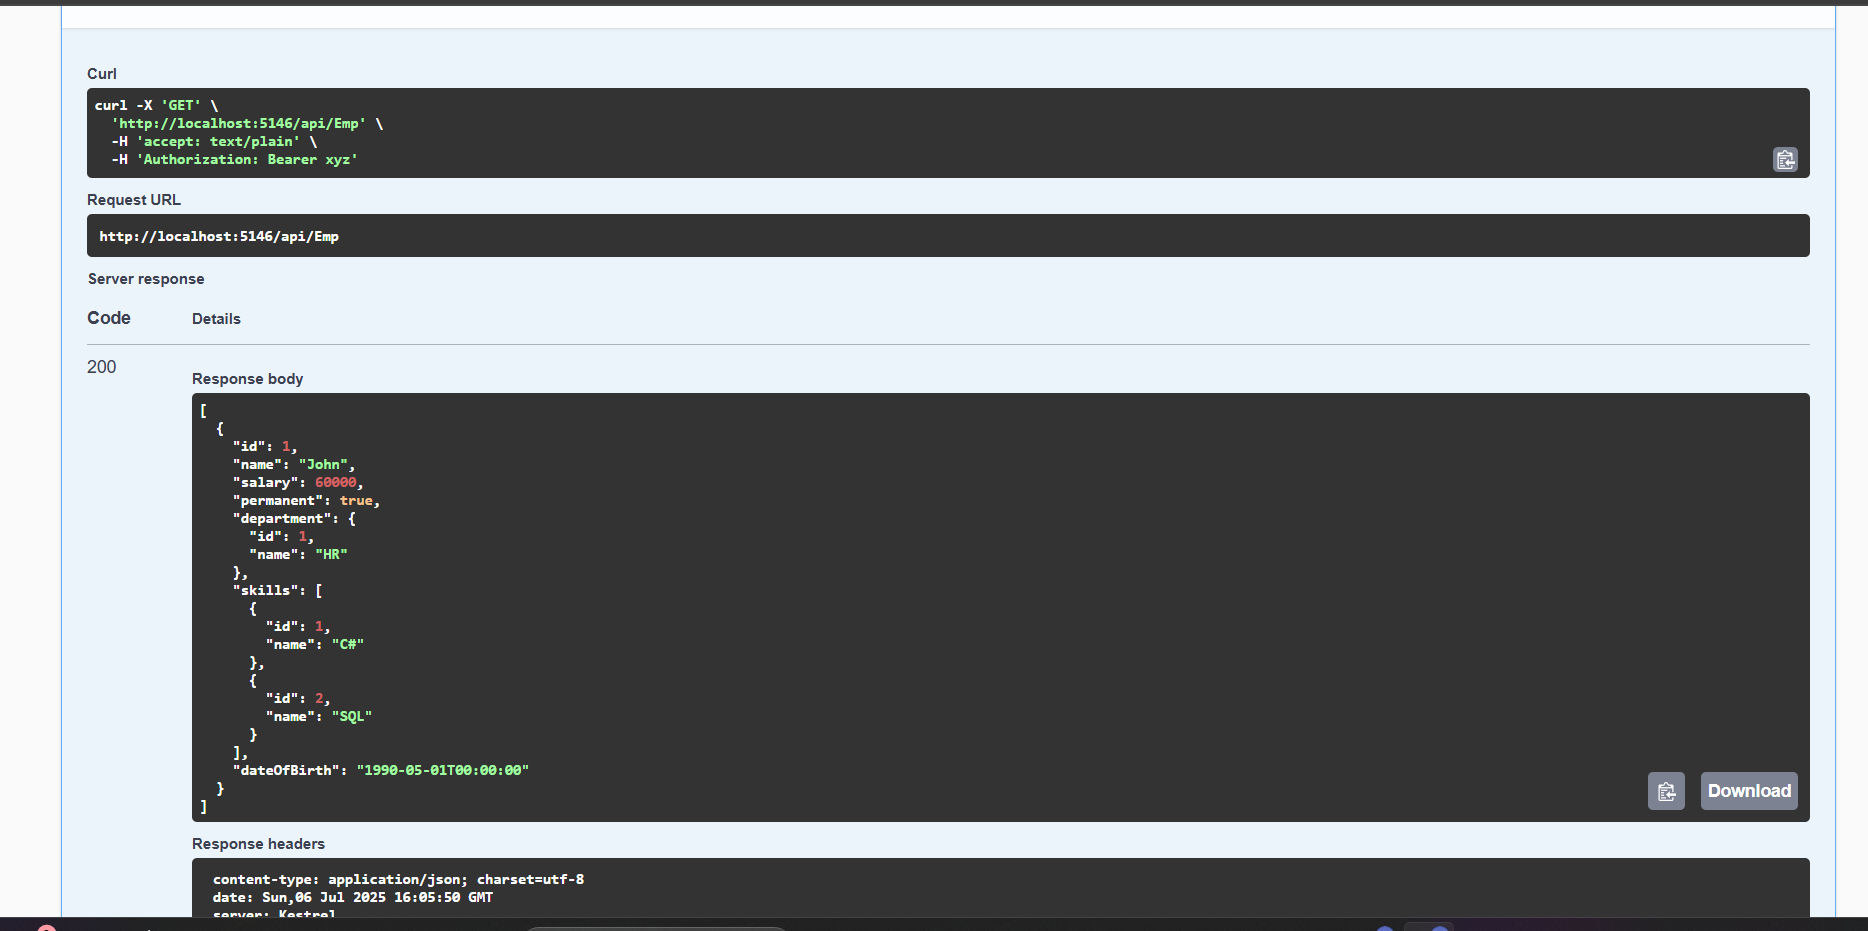 Curl
curl -X 'GET' \
  'http://localhost:5146/api/Emp' \
  -H 'accept: text/plain' \
  -H 'Authorization: Bearer xyz'
Request URL
http://localhost:5146/api/Emp
Server response
Code Details
200
Response body
[
  {
    "id": 1,
    "name": "John",
    "salary": 60000,
    "permanent": true,
    "department": {
      "id": 1,
      "name": "HR"
    },
    "skills": [
      {
        "id": 1,
        "name": "C#"
      },
      {
        "id": 2,
        "name": "SQL"
      }
    ],
    "dateOfBirth": "1990-05-01T00:00:00"
  }
]
Download
Response headers
content-type: application/json; charset=utf-8
date: Sun,06 Jul 2025 16:05:50 GMT
server: Kestrel